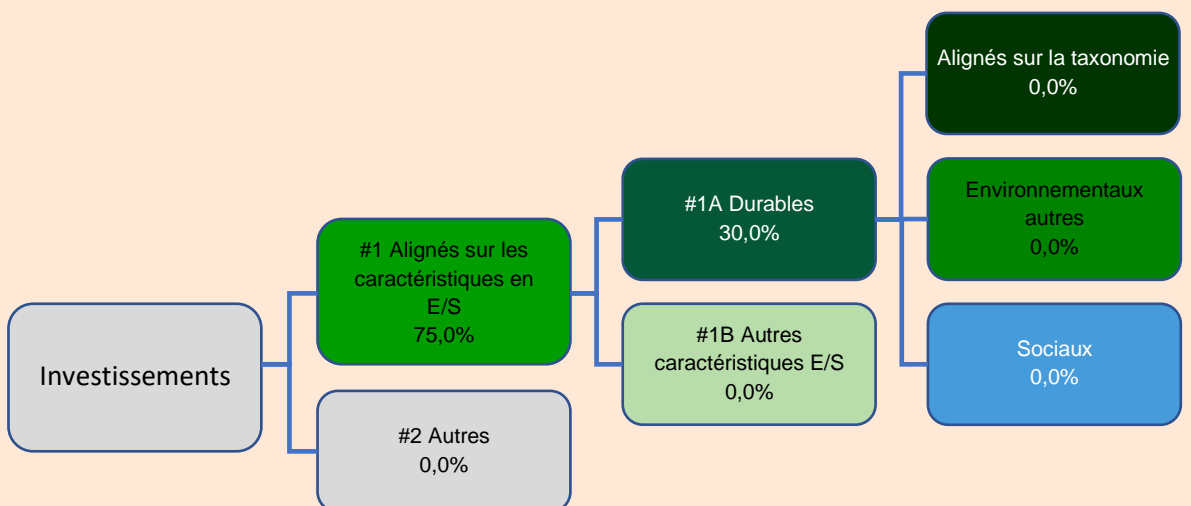 Investissements
#1 Alignés sur les
caractéristiques en
E/S
75,0%
#2 Autres
0,0%
#1A Durables
30,0%
#1B Autres
caractéristiques E/S
0,0%
Alignés sur la taxonomie
0,0%
Environnementaux
autres
0,0%
Sociaux
0,0%